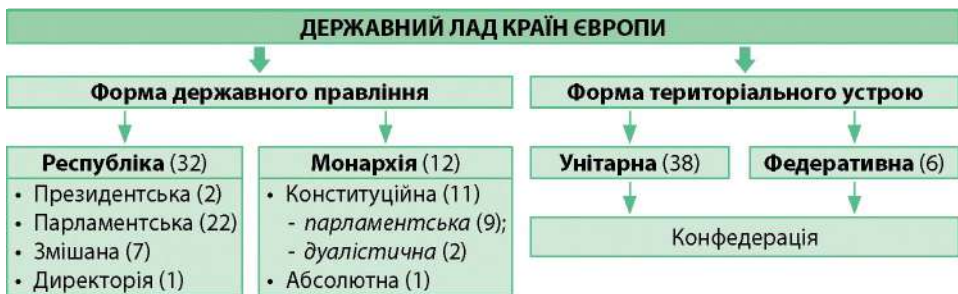 ДЕРЖАВНИЙ ЛАД КРАЇН ЄВРОПИ
Форма державного правління
Форма територіального устрою
Республіка (32)
• Президентська (2)
• Парламентська (22)
• Змішана (7)
• Директорія (1)
Монархія (12)
• Конституційна (11)
- парламентська (9);
- дуалістична (2)
• Абсолютна (1)
Унітарна (38)
Федеративна (6)
Конфедерація